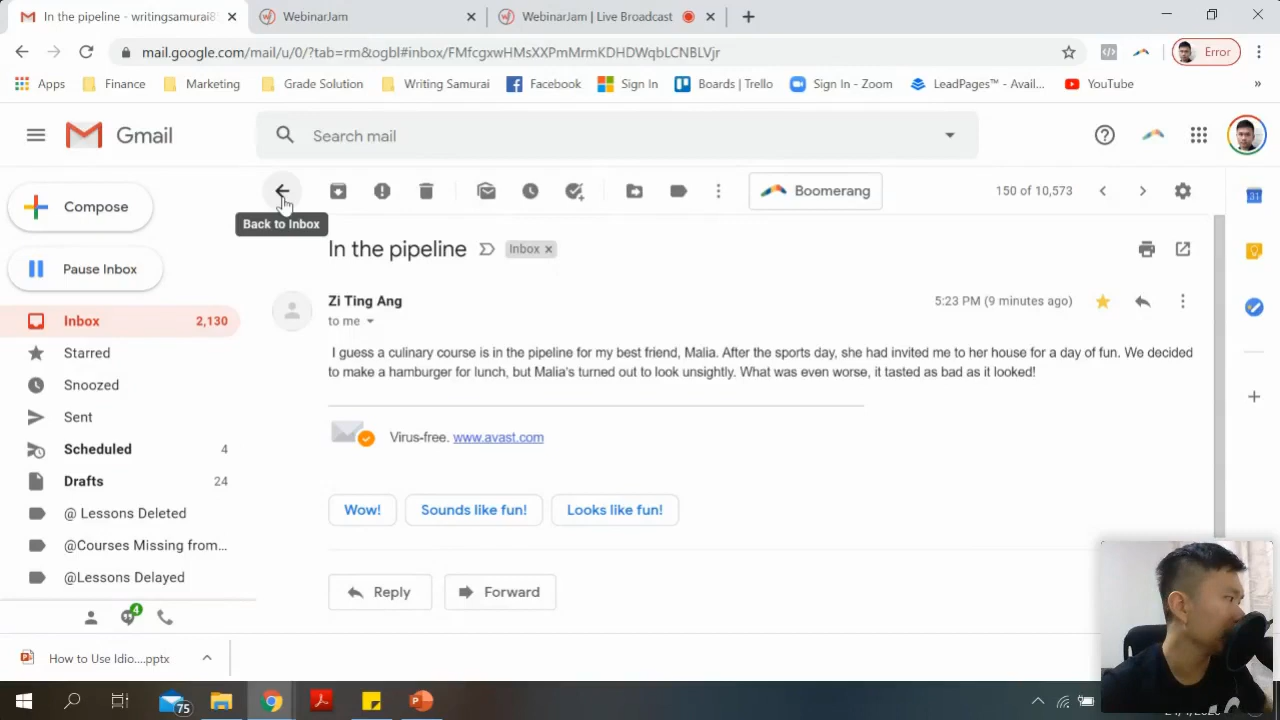 In the pipeline - writingsamurai8
WebinarJam
WebinarJam | Live Broadcast
mail.google.com/mail/u/0/?tab=rm&ogbl#inbox/FMfcgxwHMsXXPmMrmKDHDWqbLCNBLVjr
Error
Apps
Finance
Marketing
Grade Solution
Writing Samurai
Facebook
Sign In
Boards | Trello
Sign In - Zoom
LeadPages™ - Avail...
YouTube
»
Gmail
Search mail
Compose
Boomerang
150 of 10,573
31
Back to Inbox
In the pipeline
Inbox ×
Pause Inbox
Zi Ting Ang
5:23 PM (9 minutes ago)
to me
Inbox 2,130
I guess a culinary course is in the pipeline for my best friend, Malia. After the sports day, she had invited me to her house for a day of fun. We decided
to make a hamburger for lunch, but Malia's turned out to look unsightly. What was even worse, it tasted as bad as it looked!
Starred
Snoozed
Sent
Virus-free. www.avast.com
Scheduled 4
Drafts 24
@ Lessons Deleted
Wow!
Sounds like fun!
Looks like fun!
@Courses Missing from...
@Lessons Delayed
Reply
Forward
4
How to Use Idio....pptx
75